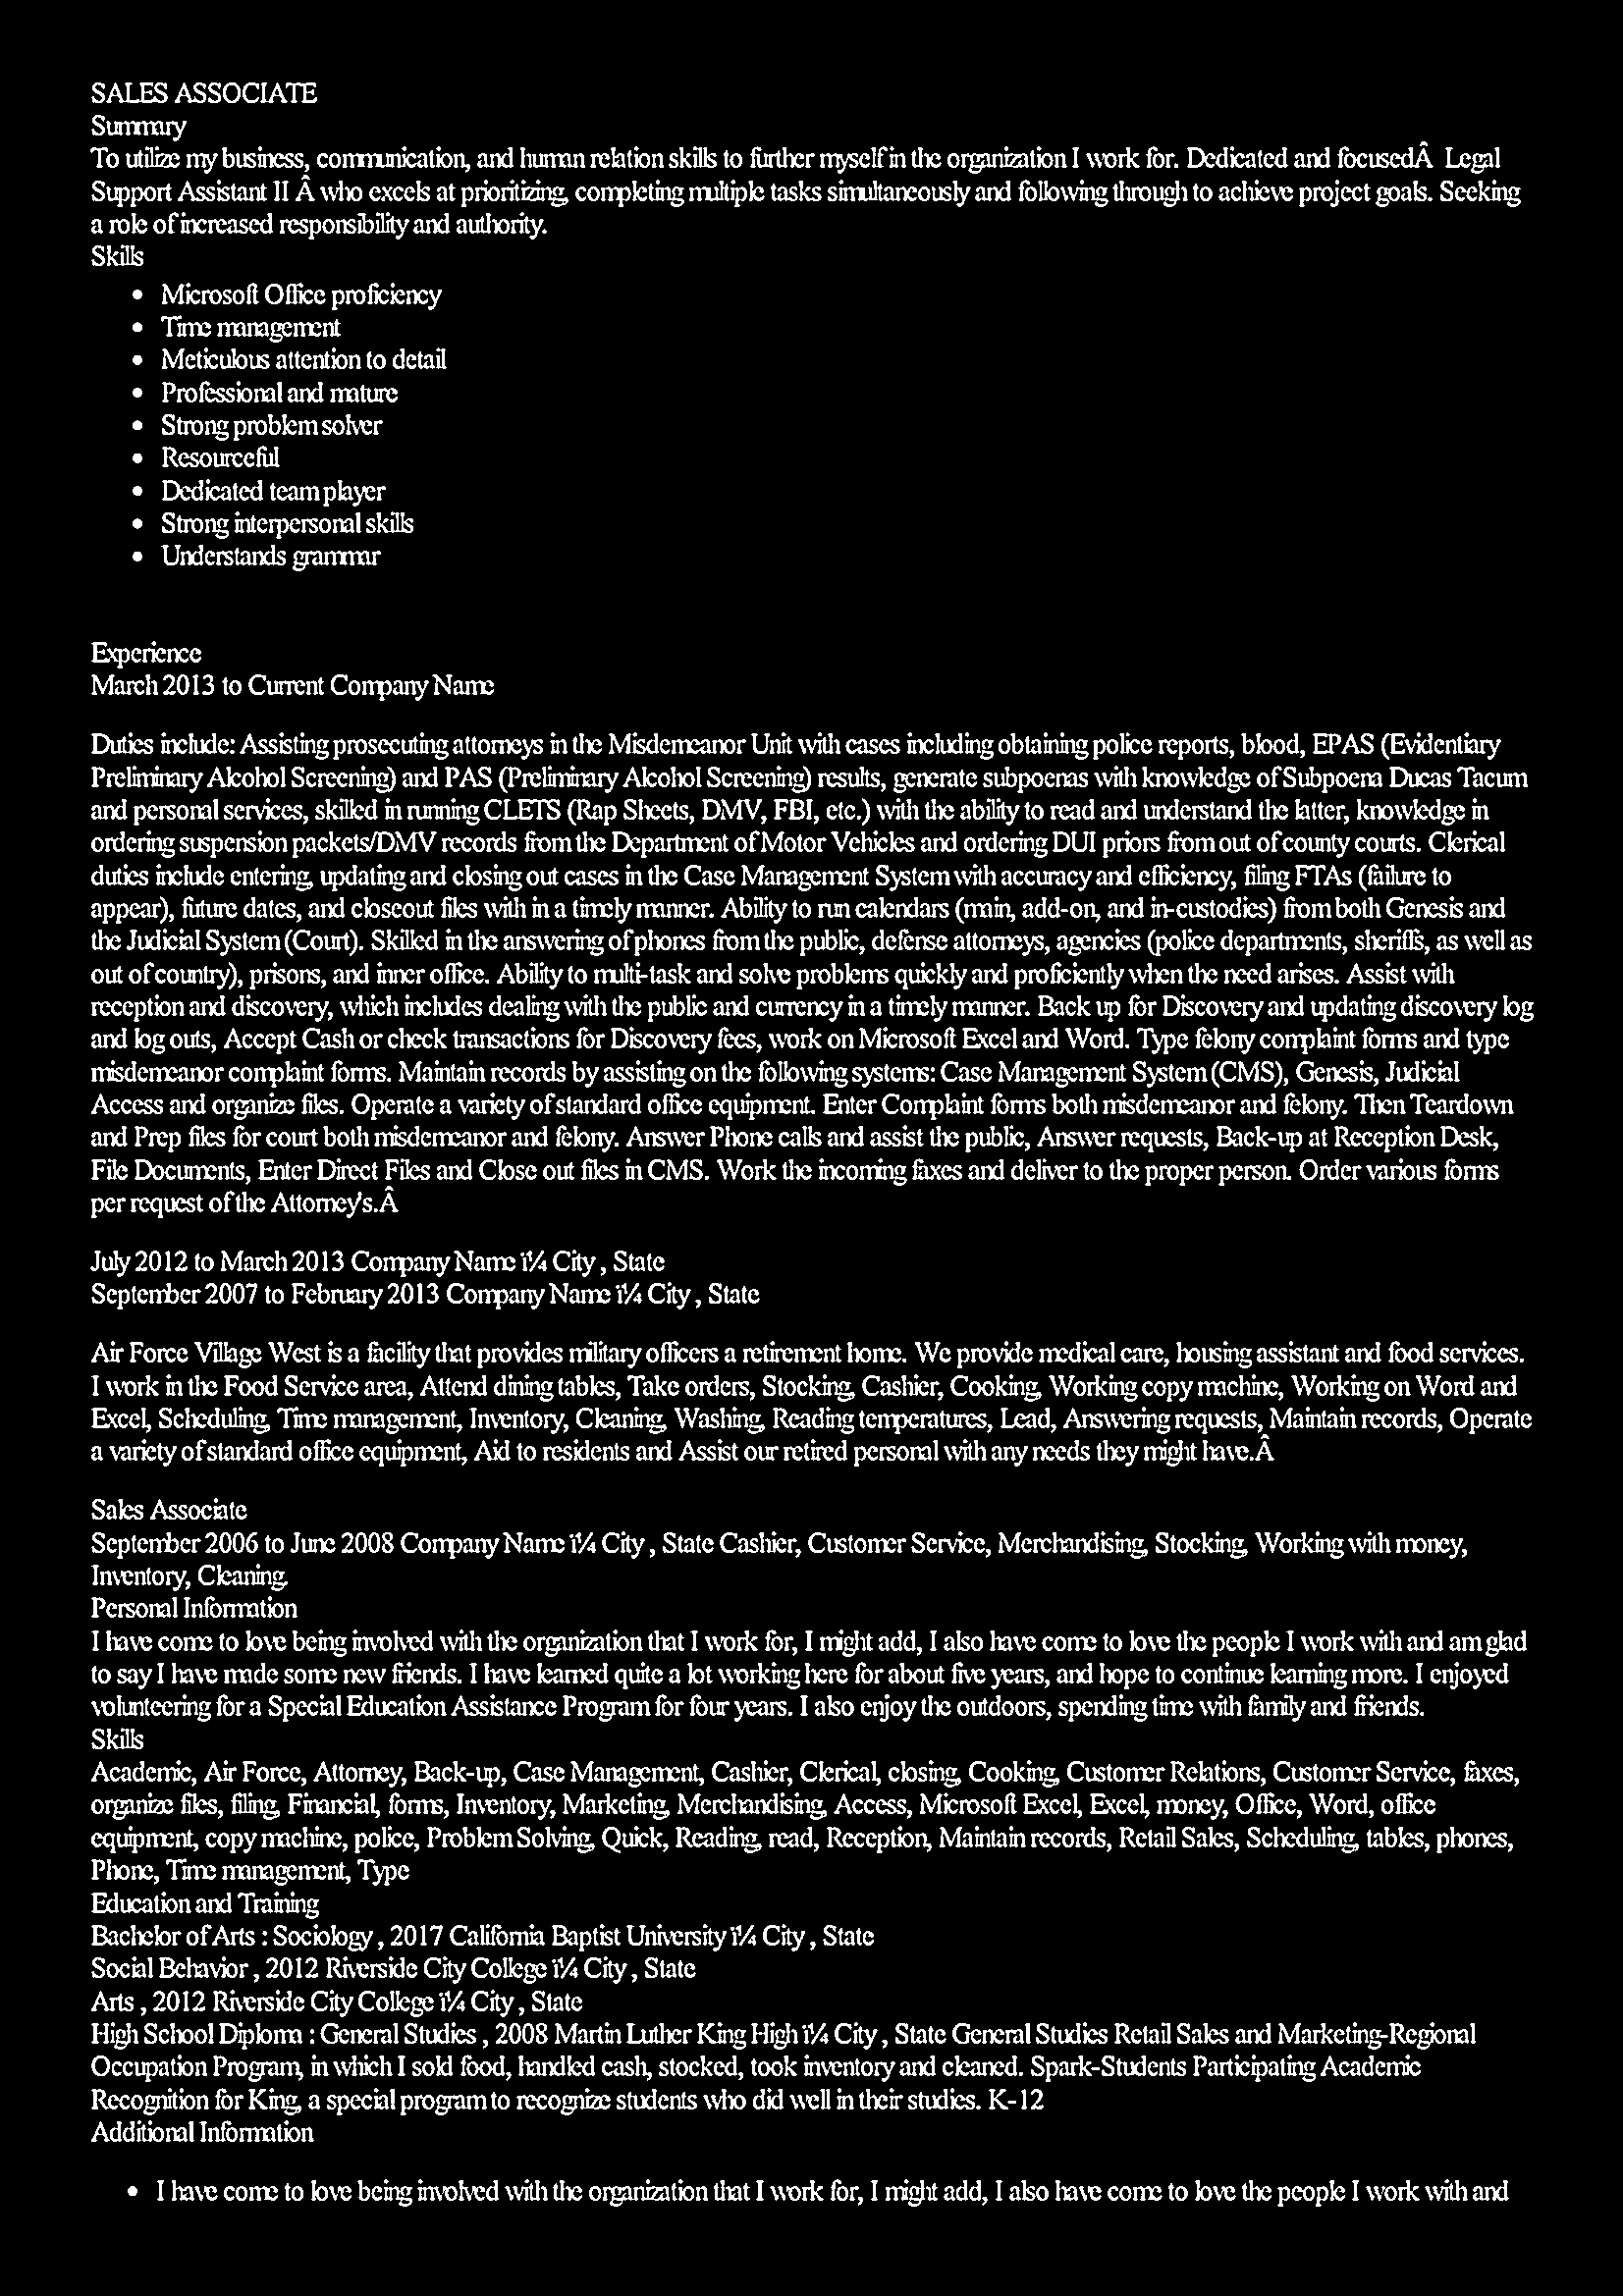 SALES ASSOCIATE
Summary
To utilize my business, communication, and human relation skills to further myself in the organization I work for. Dedicated and focusedÂ  Legal
Support Assistant II Â who excels at prioritizing, completing multiple tasks simultaneously and following through to achieve project goals. Seeking
a role of increased responsibility and authority.
Skills
• Microsoft Office proficiency
• Time management
• Meticulous attention to detail
• Professional and mature
• Strong problem solver
• Resourceful
• Dedicated team player
• Strong interpersonal skills
• Understands grammar
Experience
March 2013 to Current Company Name
Duties include: Assisting prosecuting attorneys in the Misdemeanor Unit with cases including obtaining police reports, blood, EPAS (Evidentiary
Preliminary Alcohol Screening) and PAS (Preliminary Alcohol Screening) results, generate subpoenas with knowledge of Subpoena Ducas Tacum
and personal services, skilled in running CLETS (Rap Sheets, DMV, FBI, etc.) with the ability to read and understand the latter, knowledge in
ordering suspension packets/DMV records from the Department of Motor Vehicles and ordering DUI priors from out of county courts. Clerical
duties include entering, updating and closing out cases in the Case Management System with accuracy and efficiency, filing FTAs (failure to
appear), future dates, and closeout files with in a timely manner. Ability to run calendars (main, add-on, and in-custodies) from both Genesis and
the Judicial System (Court). Skilled in the answering of phones from the public, defense attorneys, agencies (police departments, sheriffs, as well as
out of country), prisons, and inner office. Ability to multi-task and solve problems quickly and proficiently when the need arises. Assist with
reception and discovery, which includes dealing with the public and currency in a timely manner. Back up for Discovery and updating discovery log
and log outs, Accept Cash or check transactions for Discovery fees, work on Microsoft Excel and Word. Type felony complaint forms and type
misdemeanor complaint forms. Maintain records by assisting on the following systems: Case Management System (CMS), Genesis, Judicial
Access and organize files. Operate a variety of standard office equipment. Enter Complaint forms both misdemeanor and felony. Then Teardown
and Prep files for court both misdemeanor and felony. Answer Phone calls and assist the public, Answer requests, Back-up at Reception Desk,
File Documents, Enter Direct Files and Close out files in CMS. Work the incoming faxes and deliver to the proper person. Order various forms
per request of the Attorney's.Â
July 2012 to March 2013 Company Name ï¼ City , State
September 2007 to February 2013 Company Name ï¼ City , State
Air Force Village West is a facility that provides military officers a retirement home. We provide medical care, housing assistant and food services.
I work in the Food Service area, Attend dining tables, Take orders, Stocking, Cashier, Cooking, Working copy machine, Working on Word and
Excel, Scheduling, Time management, Inventory, Cleaning, Washing, Reading temperatures, Lead, Answering requests, Maintain records, Operate
a variety of standard office equipment, Aid to residents and Assist our retired personal with any needs they might have.Â
Sales Associate
September 2006 to June 2008 Company Name ï¼ City , State Cashier, Customer Service, Merchandising, Stocking, Working with money,
Inventory, Cleaning.
Personal Information
I have come to love being involved with the organization that I work for, I might add, I also have come to love the people I work with and am glad
to say I have made some new friends. I have learned quite a lot working here for about five years, and hope to continue learning more. I enjoyed
volunteering for a Special Education Assistance Program for four years. I also enjoy the outdoors, spending time with family and friends.
Skills
Academic, Air Force, Attorney, Back-up, Case Management, Cashier, Clerical, closing, Cooking, Customer Relations, Customer Service, faxes,
organize files, filing, Financial, forms, Inventory, Marketing, Merchandising, Access, Microsoft Excel, Excel, money, Office, Word, office
equipment, copy machine, police, Problem Solving, Quick, Reading, read, Reception, Maintain records, Retail Sales, Scheduling, tables, phones,
Phone, Time management, Type
Education and Training
Bachelor of Arts : Sociology , 2017 California Baptist University ï¼ City , State
Social Behavior , 2012 Riverside City College ï¼ City , State
Arts , 2012 Riverside City College ï¼ City , State
High School Diploma : General Studies , 2008 Martin Luther King High ï¼ City , State General Studies Retail Sales and Marketing-Regional
Occupation Program, in which I sold food, handled cash, stocked, took inventory and cleaned. Spark-Students Participating Academic
Recognition for King, a special program to recognize students who did well in their studies. K-12
Additional Information
• I have come to love being involved with the organization that I work for, I might add, I also have come to love the people I work with and